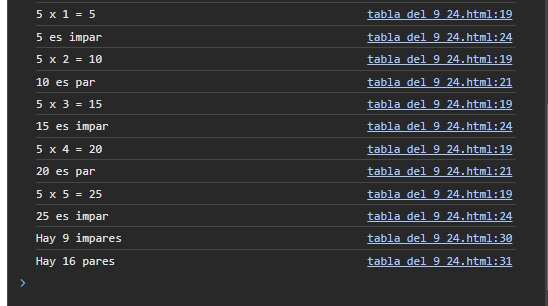 5 x 1 = 5 tabla del 9 24.html:19
5 es impar tabla del 9 24.html:24
5 x 2 = 10 tabla del 9 24.html:19
10 es par tabla del 9 24.html:21
5 x 3 = 15 tabla del 9 24.html:19
15 es impar tabla del 9 24.html:24
5 x 4 = 20 tabla del 9 24.html:19
20 es par tabla del 9 24.html:21
5 x 5 = 25 tabla del 9 24.html:19
25 es impar tabla del 9 24.html:24
Hay 9 impares tabla del 9 24.html:30
Hay 16 pares tabla del 9 24.html:31